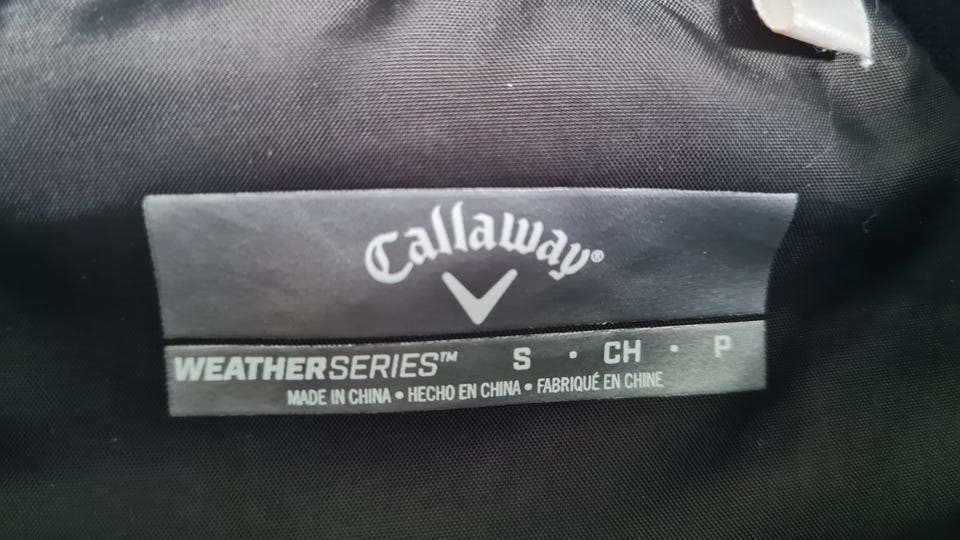 Callaway®
WEATHERSERIES™ S • CH • P
MADE IN CHINA • HECHO EN CHINA • FABRIQUÉ EN CHINE